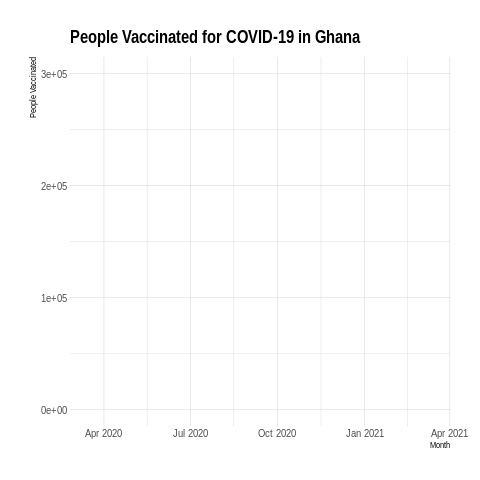 People Vaccinated for COVID-19 in Ghana
People Vaccinated
3e+05
2e+05
1e+05
0e+00
Apr 2020 Jul 2020 Oct 2020 Jan 2021 Apr 2021
Month